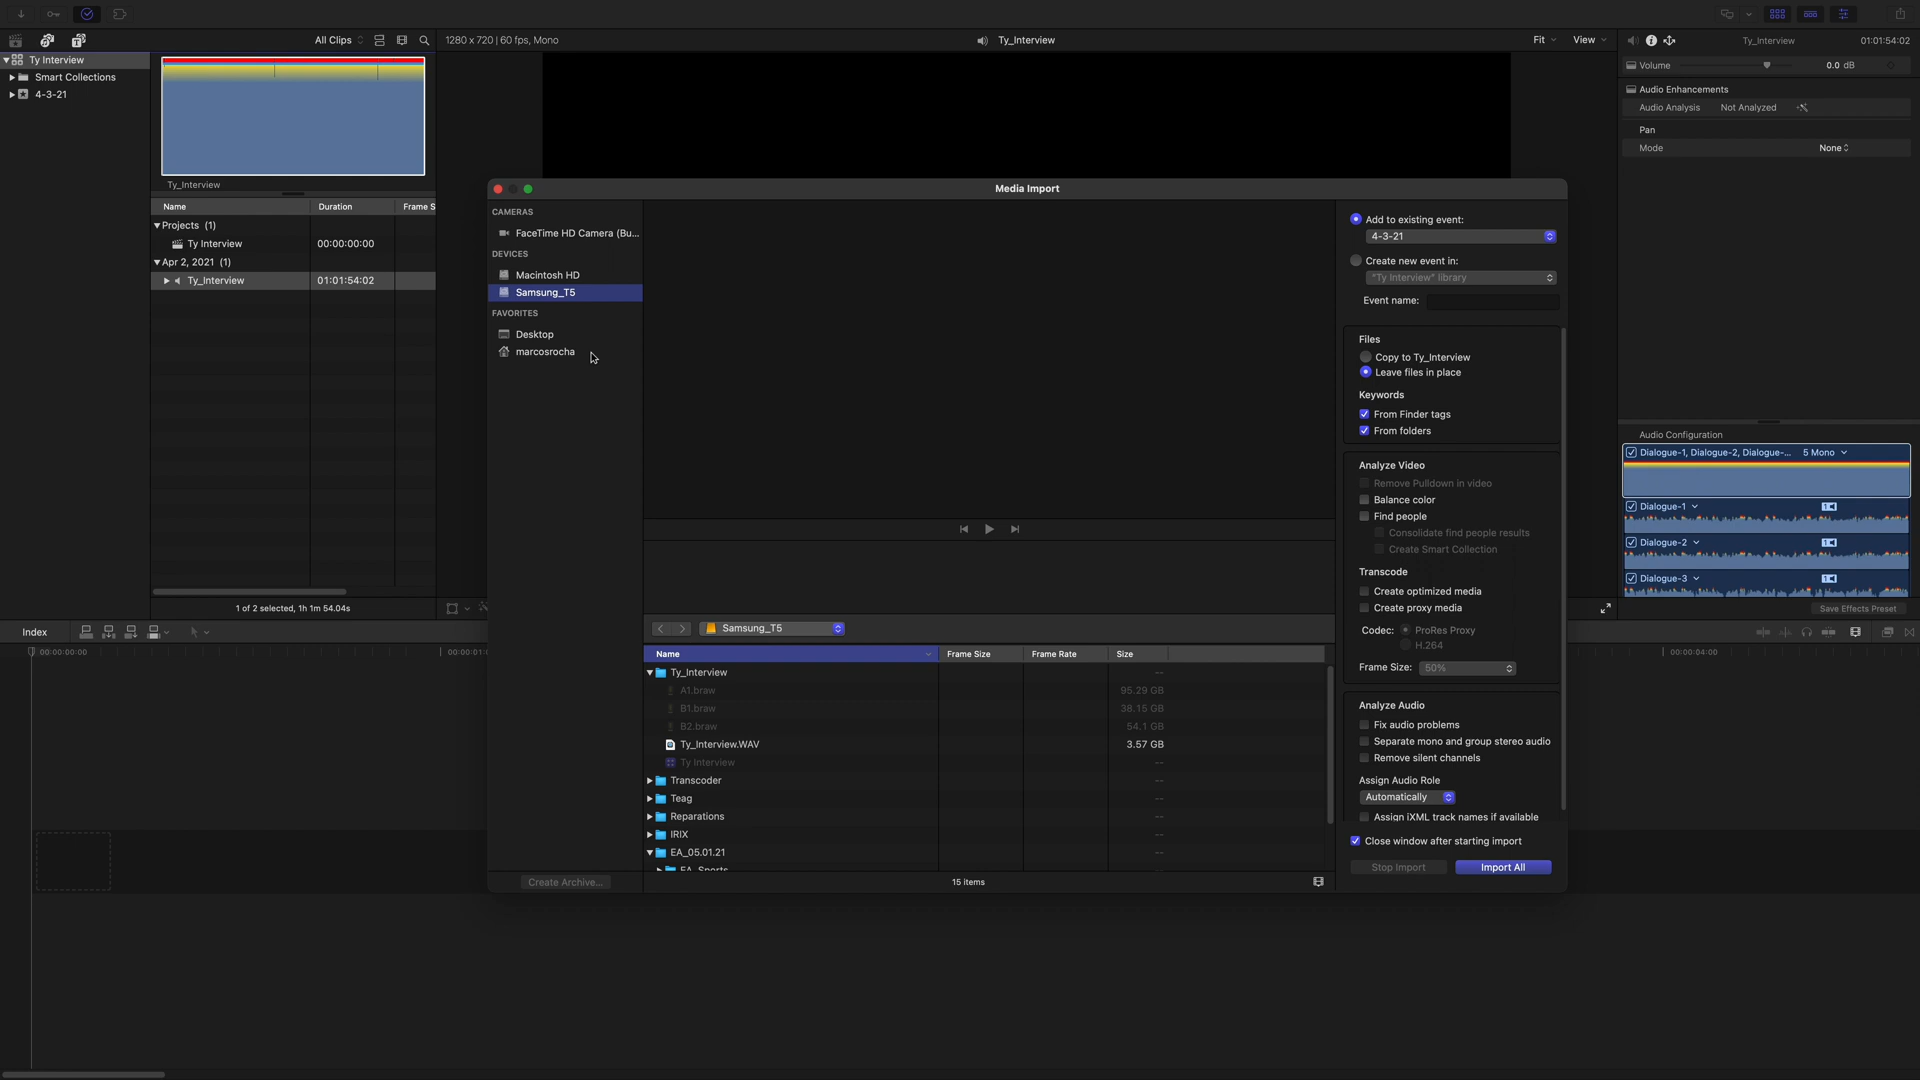 All Clips
1280 x 720 | 60 fps, Mono
Ty_Interview
Fit
View
Ty_Interview
01:01:54:02
Ty Interview
Smart Collections
4-3-21
Ty_Interview
Name
Duration
Frame S
Projects (1)
Ty Interview
00:00:00:00
Apr 2, 2021 (1)
Ty_Interview
01:01:54:02
1 of 2 selected, 1h 1m 54.04s
Volume
0.0 dB
Audio Enhancements
Audio Analysis
Not Analyzed
Pan
Mode
None
Audio Configuration
Dialogue-1, Dialogue-2, Dialogue-...
5 Mono
Dialogue-1
1
Dialogue-2
1
Dialogue-3
1
Save Effects Preset
Media Import
CAMERAS
FaceTime HD Camera (Bu...
DEVICES
Macintosh HD
Samsung_T5
FAVORITES
Desktop
marcosrocha
Create Archive...
Samsung_T5
Name
Frame Size
Frame Rate
Size
Ty_Interview
--
A1.braw
95.29 GB
B1.braw
38.15 GB
B2.braw
54.1 GB
Ty_Interview.WAV
3.57 GB
Ty Interview
--
Transcoder
--
Teag
--
Reparations
--
IRIX
--
EA_05.01.21
--
EA_Sports
15 items
Add to existing event:
4-3-21
Create new event in:
"Ty Interview" library
Event name:
Files
Copy to Ty_Interview
Leave files in place
Keywords
From Finder tags
From folders
Analyze Video
Remove Pulldown in video
Balance color
Find people
Consolidate find people results
Create Smart Collection
Transcode
Create optimized media
Create proxy media
Codec:
ProRes Proxy
H.264
Frame Size:
50%
Analyze Audio
Fix audio problems
Separate mono and group stereo audio
Remove silent channels
Assign Audio Role
Automatically
Assign iXML track names if available
Close window after starting import
Stop Import
Import All
Index
00:00:00:00
00:00:01:
00:00:04:00